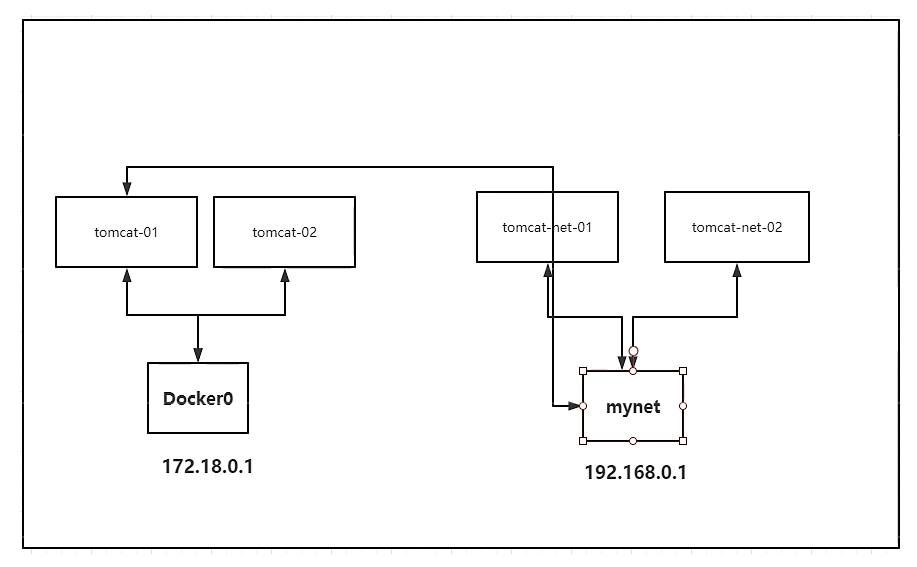 tomcat-01
tomcat-02
tomcat-net-01
tomcat-net-02
Docker0
mynet
172.18.0.1
192.168.0.1